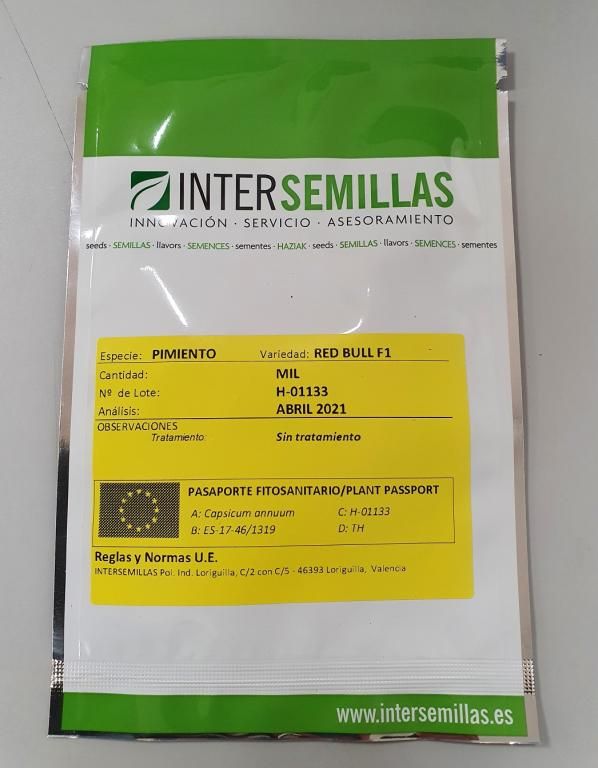 INTERSEMILLAS
INNOVACIÓN · SERVICIO · ASESORAMIENTO
seeds · SEMILLAS · llavors · SEMENCES · sementes · HAZIAK · seeds · SEMILLAS · llavors · SEMENCES · sementes
Especie: PIMIENTO Variedad: RED BULL F1
Cantidad: MIL
Nº de Lote: H-01133
Análisis: ABRIL 2021
OBSERVACIONES
Tratamiento: Sin tratamiento
PASAPORTE FITOSANITARIO/PLANT PASSPORT
A: Capsicum annuum C: H-01133
B: ES-17-46/1319 D: TH
Reglas y Normas U.E.
INTERSEMILLAS Pol. Ind. Loriguilla, C/2 con C/5 - 46393 Loriguilla, Valencia
www.intersemillas.es